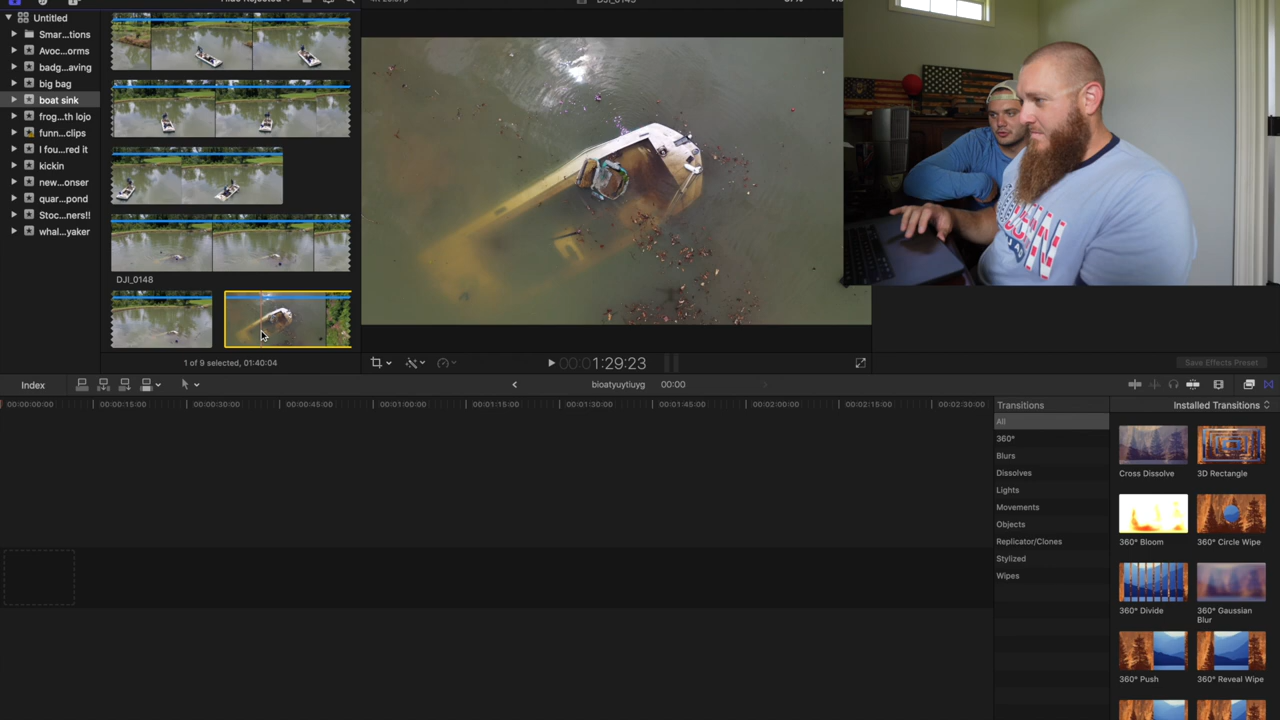 Untitled
Smar...tions
Avoc...orms
badg...aving
big bag
boat sink
frog...th lojo
funn...clips
I fou...red it
kickin
new...onser
quar...pond
Stoc...ners!!
whal...yaker
DJI_0148
1 of 9 selected, 01:40:04
00:00:01:29:23
Save Effects Preset
Index
bioatyuytiuyg
00:00
00:00:00:00
00:00:15:00
00:00:30:00
00:00:45:00
00:01:00:00
00:01:15:00
00:01:30:00
00:01:45:00
00:02:00:00
00:02:15:00
00:02:30:00
Transitions
Installed Transitions
All
360°
Blurs
Dissolves
Lights
Movements
Objects
Replicator/Clones
Stylized
Wipes
Cross Dissolve
3D Rectangle
360° Bloom
360° Circle Wipe
360° Divide
360° Gaussian
Blur
360° Push
360° Reveal Wipe